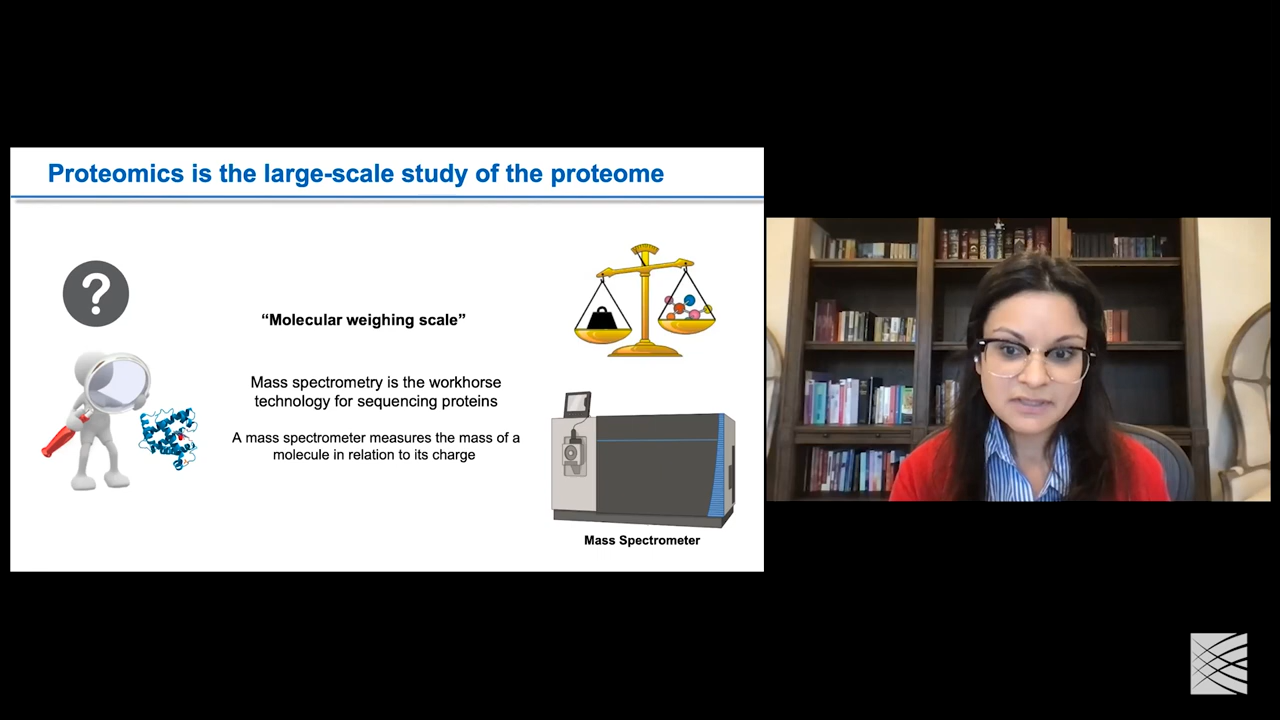 Proteomics is the large-scale study of the proteome
?
“Molecular weighing scale”
Mass spectrometry is the workhorse
technology for sequencing proteins
A mass spectrometer measures the mass of a
molecule in relation to its charge
Mass Spectrometer